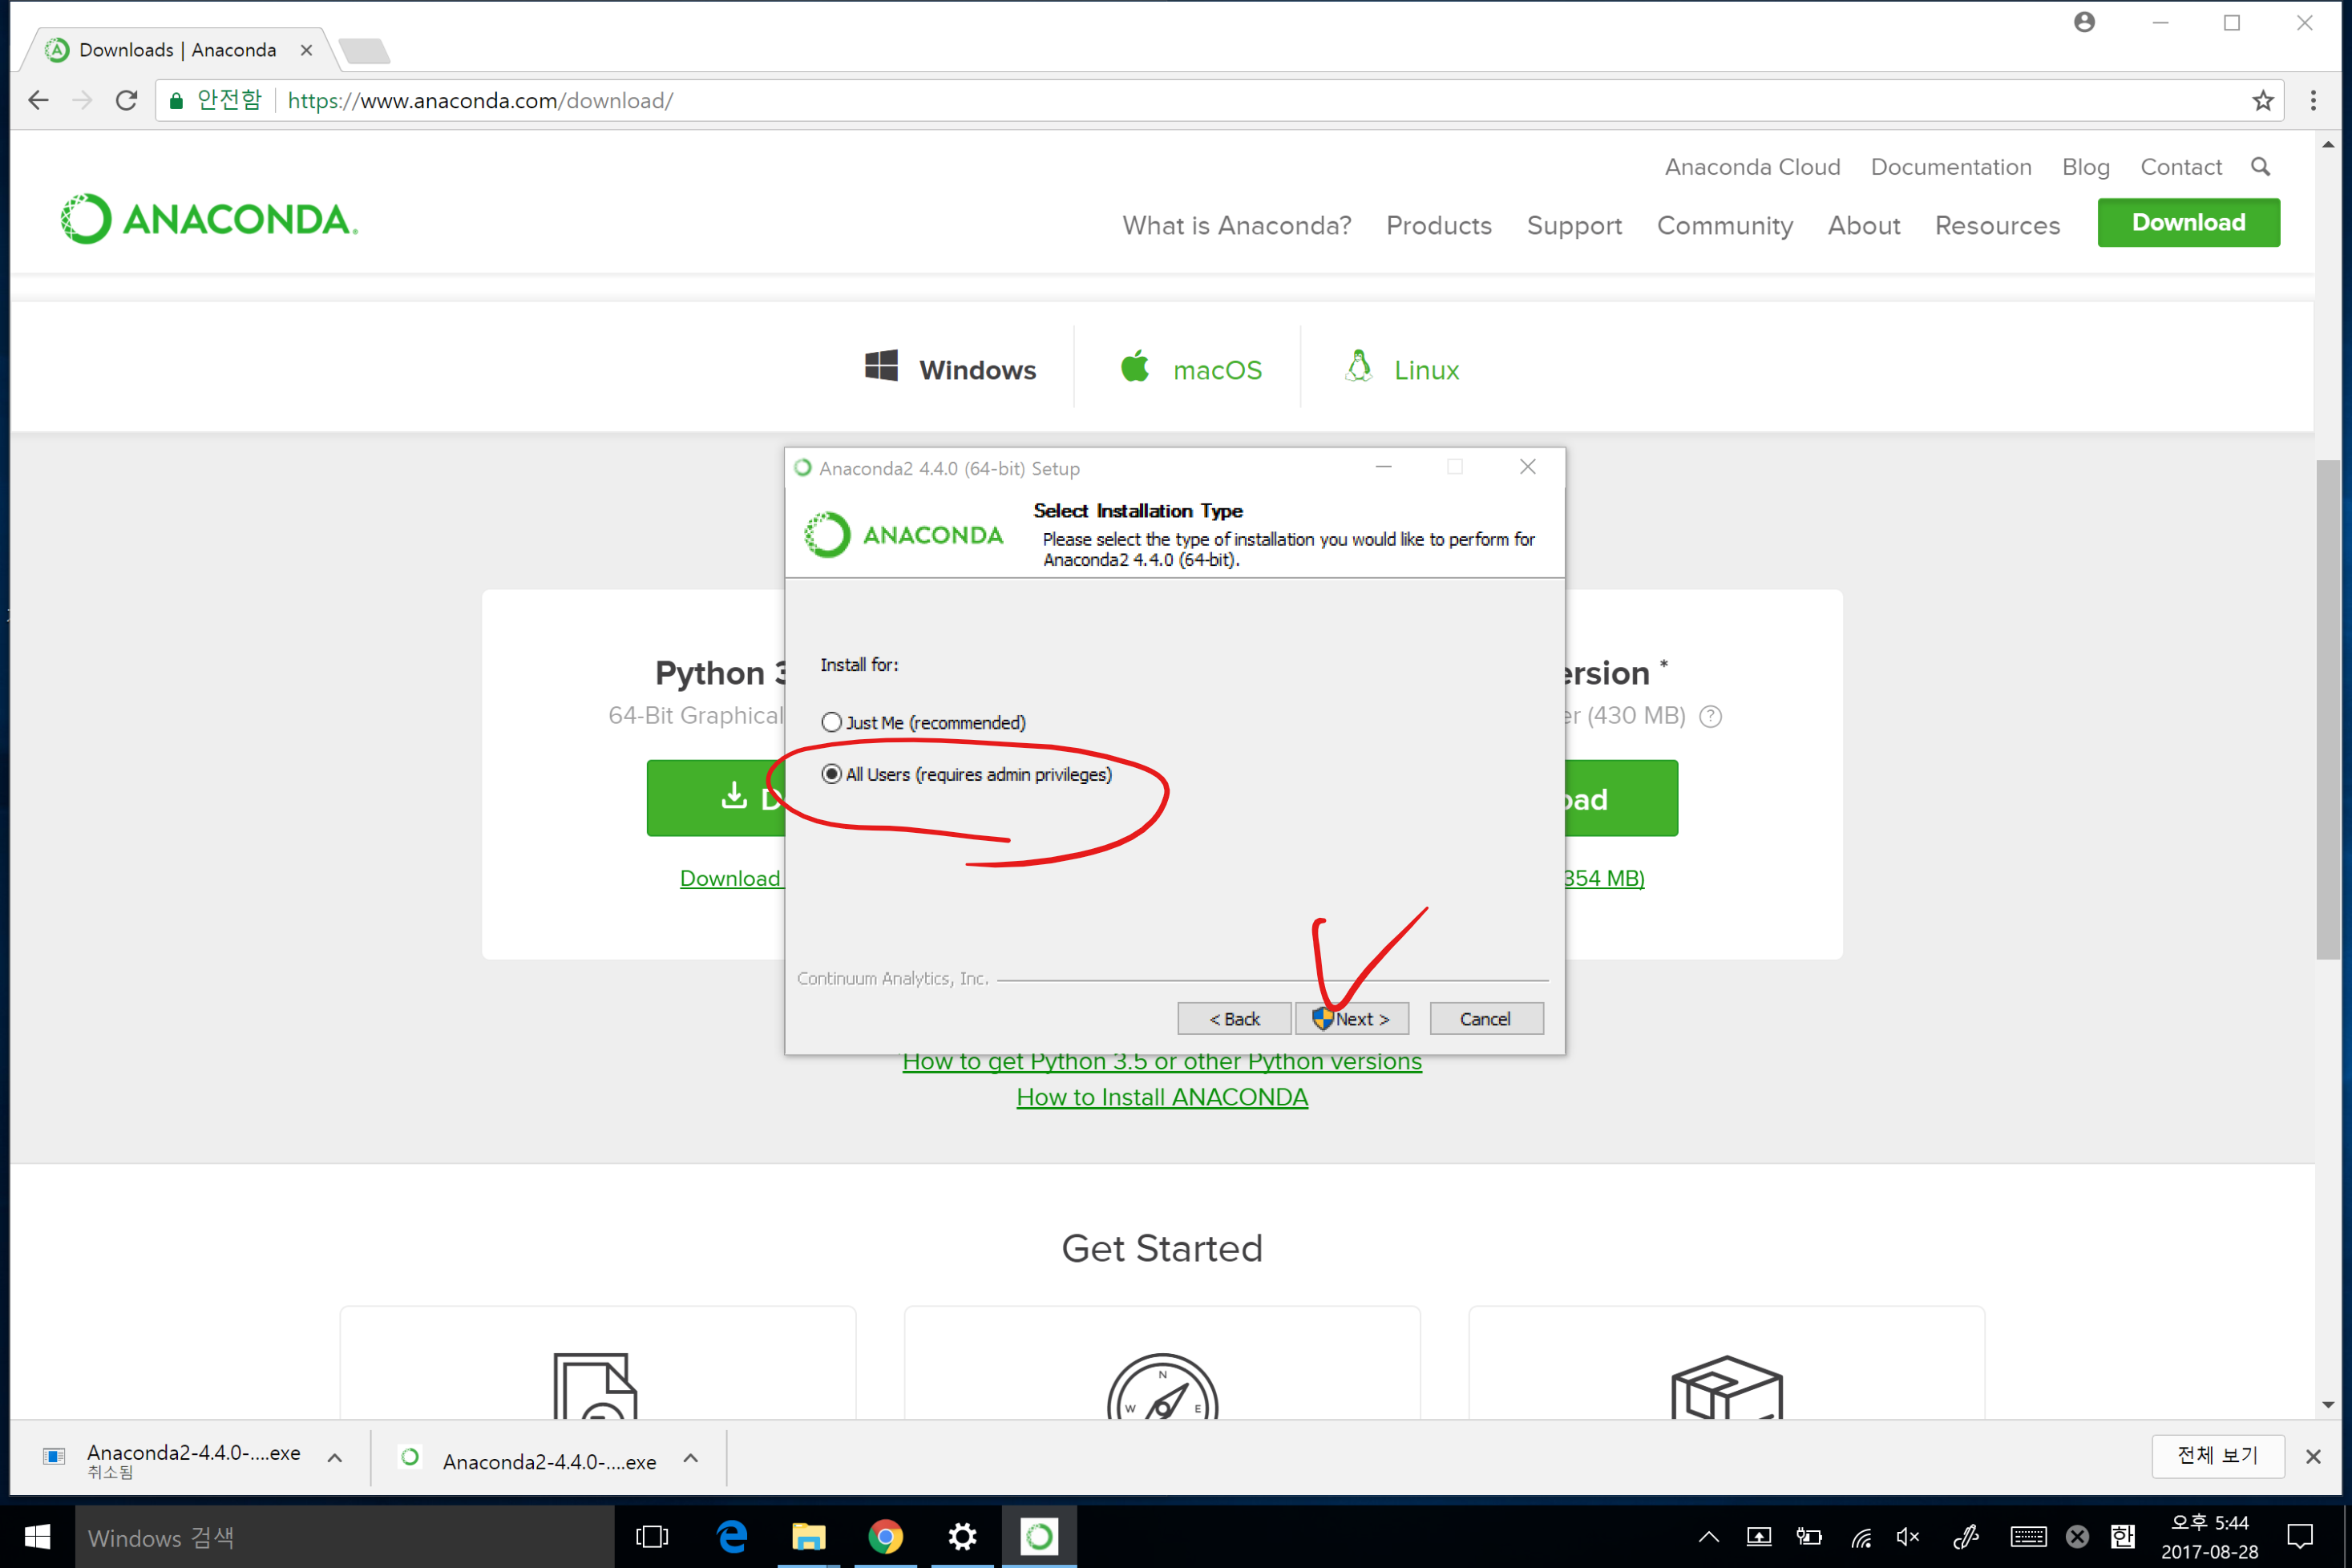 Downloads | Anaconda
안전함
https://www.anaconda.com/download/
Anaconda Cloud Documentation Blog Contact
ANACONDA.
What is Anaconda? Products Support Community About Resources Download
Windows macOS Linux
Anaconda2 4.4.0 (64-bit) Setup
ANACONDA
Select Installation Type
Please select the type of installation you would like to perform for
Anaconda2 4.4.0 (64-bit).
Install for:
Just Me (recommended)
All Users (requires admin privileges)
Continuum Analytics, Inc.
< Back Next > Cancel
Python
64-Bit Graphical
Download
ersion *
er (430 MB) ?
oad
354 MB)
How to get Python 3.5 or other Python versions
How to Install ANACONDA
Get Started
N
W E
Anaconda2-4.4.0-....exe
취소됨
Anaconda2-4.4.0-....exe
전체 보기
Windows 검색
한
오후 5:44
2017-08-28